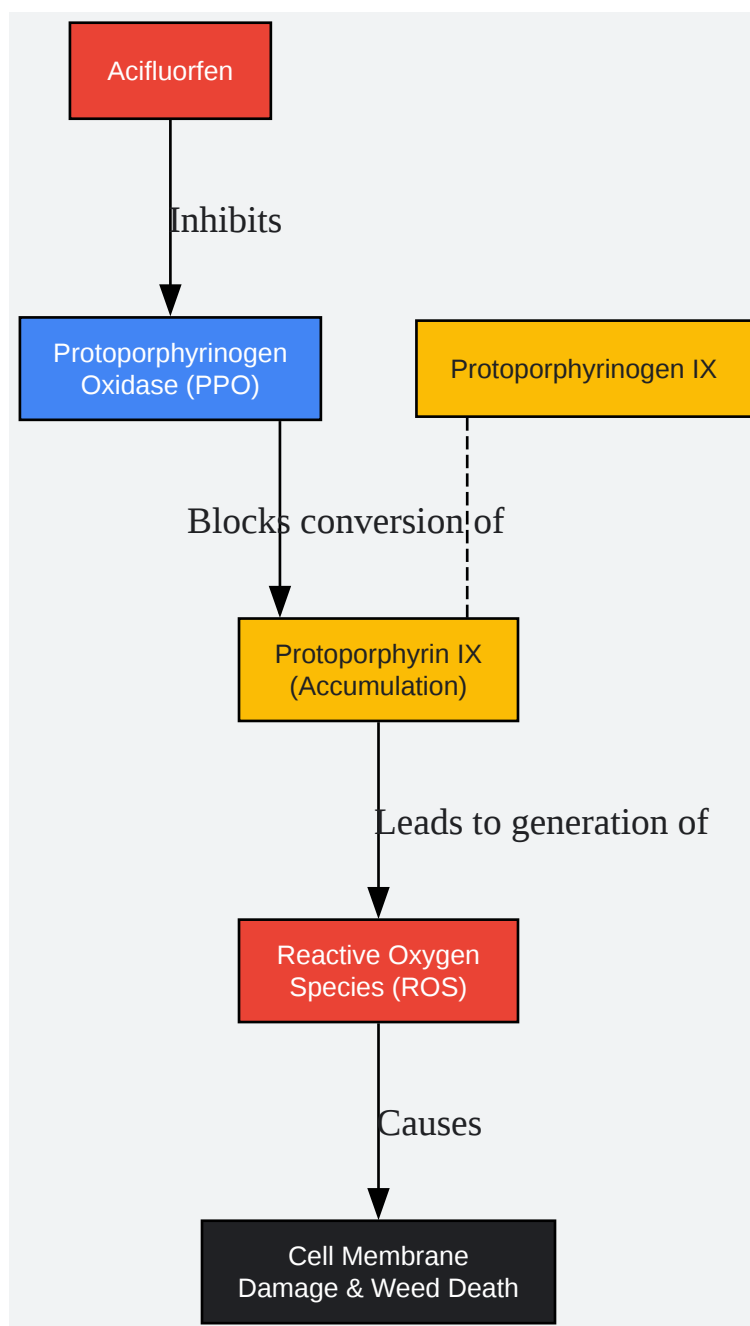 Acifluorfen
Inhibits
Protoporphyrinogen
Oxidase (PPO)
Protoporphyrinogen IX
Blocks conversion of
Protoporphyrin IX
(Accumulation)
Leads to generation of
Reactive Oxygen
Species (ROS)
Causes
Cell Membrane
Damage & Weed Death